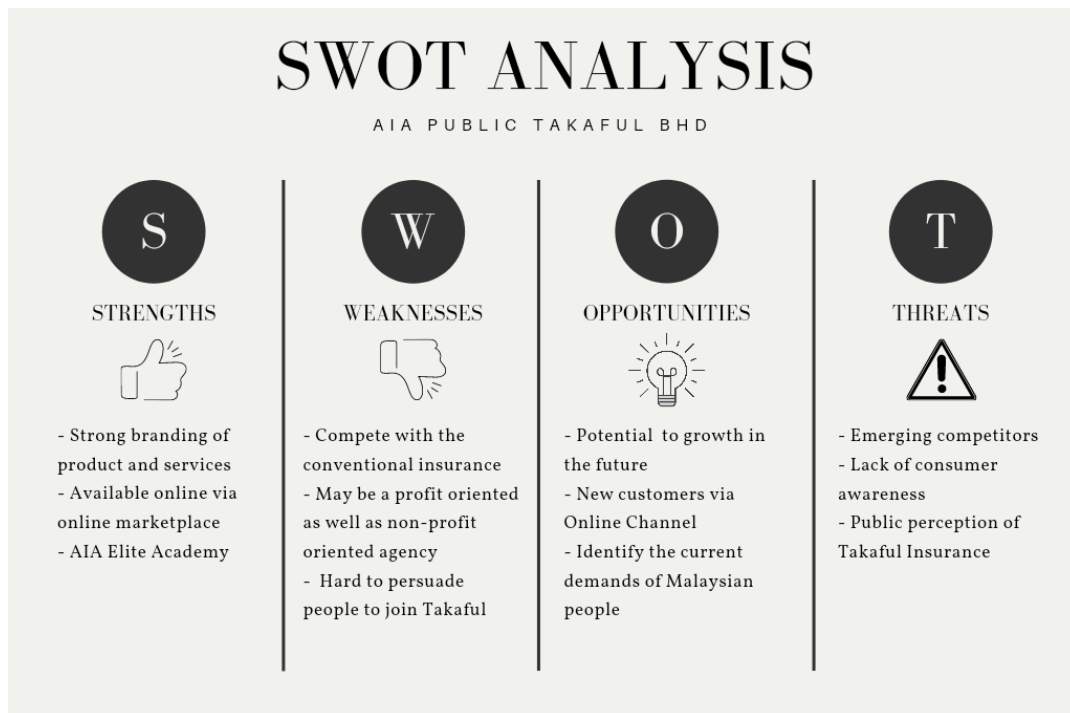 SWOT ANALYSIS
AIA PUBLIC TAKAFUL BHD
S
STRENGTHS
- Strong branding of
product and services
- Available online via
online marketplace
- AIA Elite Academy
W
WEAKNESSES
- Compete with the
conventional insurance
- May be a profit oriented
as well as non-profit
oriented agency
- Hard to persuade
people to join Takaful
O
OPPORTUNITIES
- Potential to growth in
the future
- New customers via
Online Channel
- Identify the current
demands of Malaysian
people
T
THREATS
- Emerging competitors
- Lack of consumer
awareness
- Public perception of
Takaful Insurance